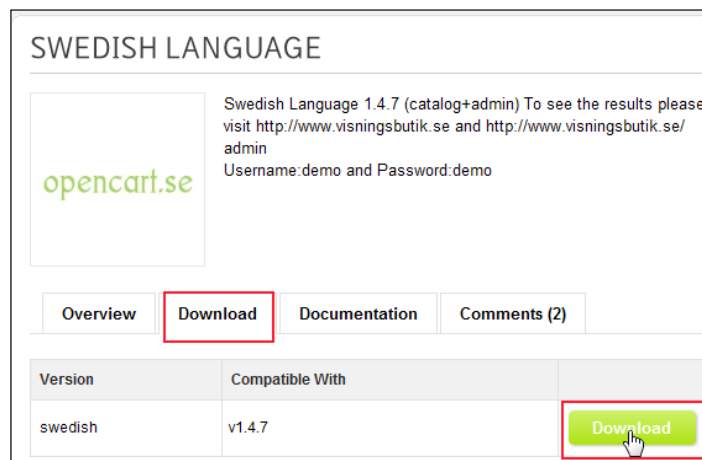 SWEDISH LANGUAGE
opencart.se
Swedish Language 1.4.7 (catalog+admin) To see the results please
visit http://www.visningsbutik.se and http://www.visningsbutik.se/
admin
Username:demo and Password:demo
Overview Download Documentation Comments (2)
Version Compatible With
swedish v1.4.7 Download